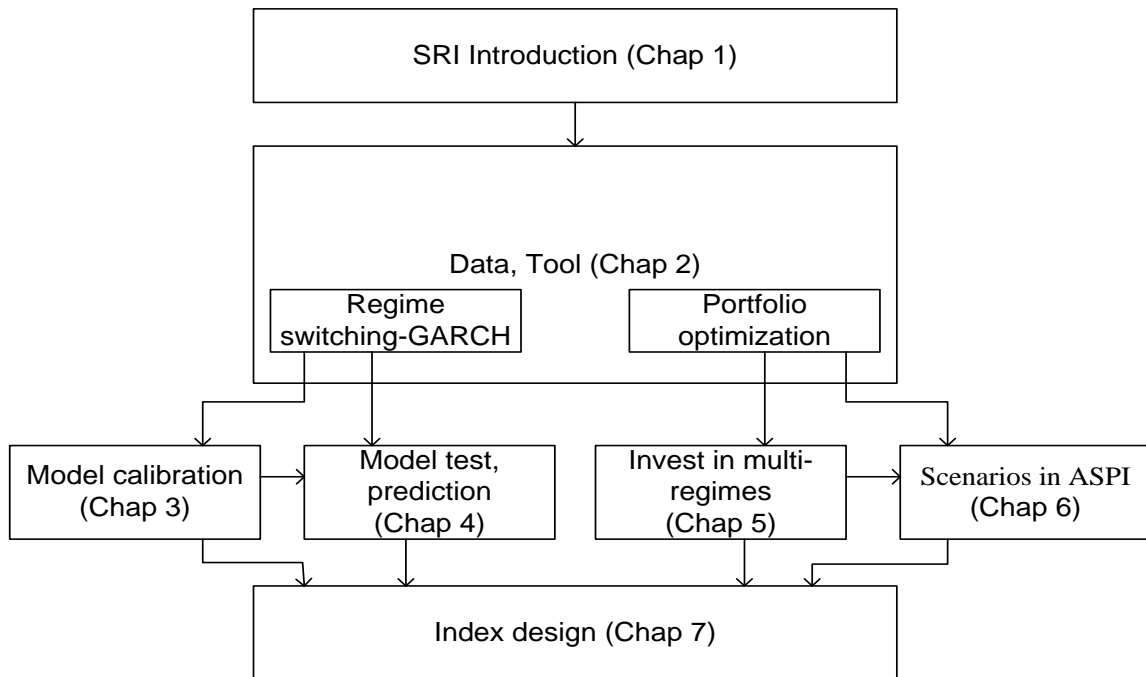 SRI Introduction (Chap 1)
Data, Tool (Chap 2)
Regime
switching-GARCH
Portfolio
optimization
Model calibration
(Chap 3)
Model test,
prediction
(Chap 4)
Invest in multi-
regimes
(Chap 5)
Scenarios in ASPI
(Chap 6)
Index design (Chap 7)